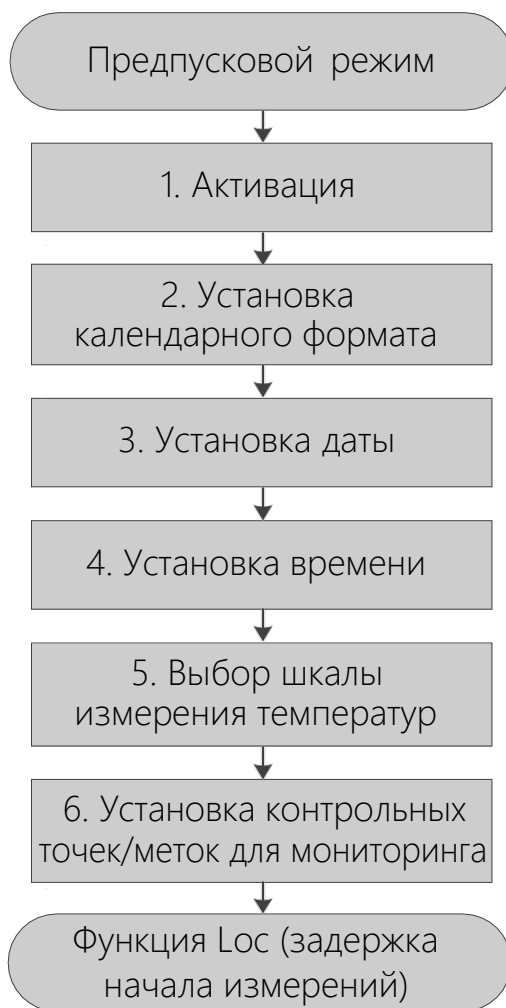 Предпусковой режим
1. Активация
2. Установка
календарного формата
3. Установка даты
4. Установка времени
5. Выбор шкалы
измерения температур
6. Установка контрольных
точек/меток для мониторинга
Функция Loc (задержка
начала измерений)